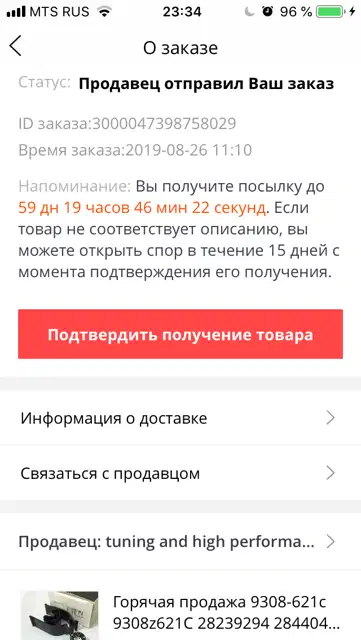 MTS RUS
23:34
96 %
О заказе
Статус: Продавец отправил Ваш заказ
ID заказа:3000047398758029
Время заказа:2019-08-26 11:10
Напоминание: Вы получите посылку до
59 дн 19 часов 46 мин 22 секунд. Если
товар не соответствует описанию, вы
можете открыть спор в течение 15 дней с
момента подтверждения его получения.
Подтвердить получение товара
Информация о доставке
Связаться с продавцом
Продавец: tuning and high performa...
Горячая продажа 9308-621c
9308z621C 28239294 284404...